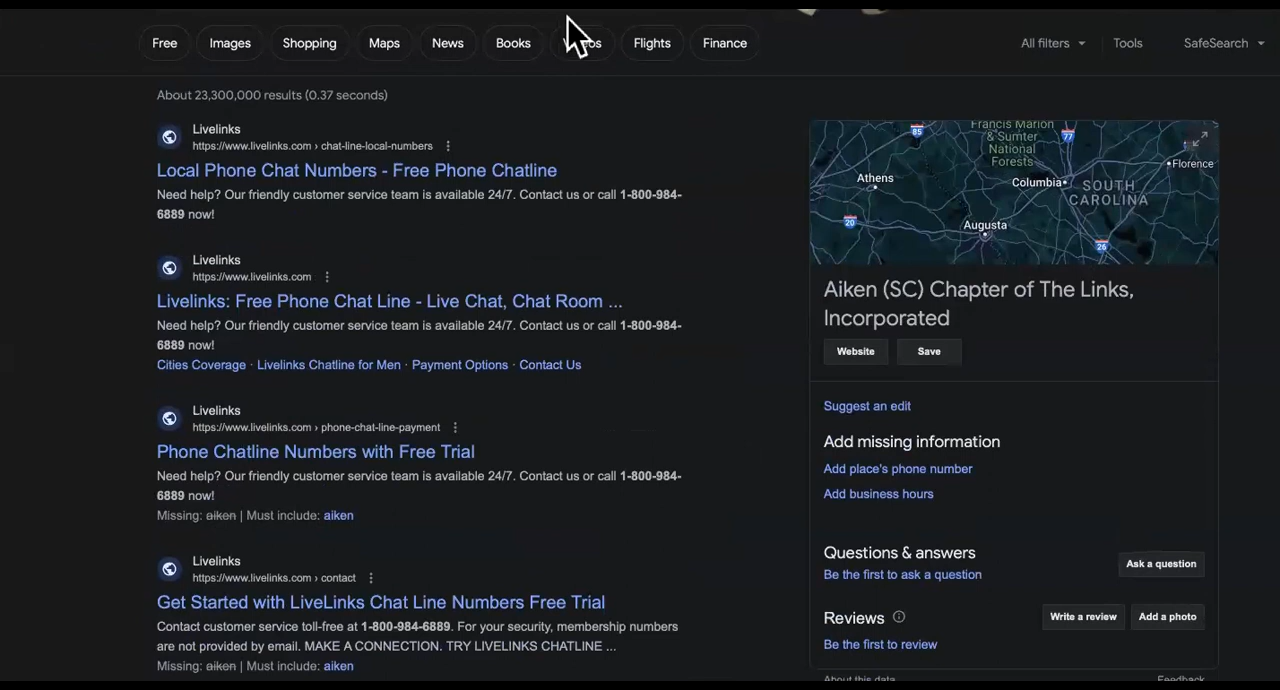 Free Images Shopping Maps News Books Flights Finance All filters Tools SafeSearch
About 23,300,000 results (0.37 seconds)
Livelinks
https://www.livelinks.com › chat-line-local-numbers
Local Phone Chat Numbers - Free Phone Chatline
Need help? Our friendly customer service team is available 24/7. Contact us or call 1-800-984-
6889 now!
Livelinks
https://www.livelinks.com
Livelinks: Free Phone Chat Line - Live Chat, Chat Room ...
Need help? Our friendly customer service team is available 24/7. Contact us or call 1-800-984-
6889 now!
Cities Coverage · Livelinks Chatline for Men · Payment Options · Contact Us
Livelinks
https://www.livelinks.com › phone-chat-line-payment
Phone Chatline Numbers with Free Trial
Need help? Our friendly customer service team is available 24/7. Contact us or call 1-800-984-
6889 now!
Missing: aiken | Must include: aiken
Livelinks
https://www.livelinks.com › contact
Get Started with LiveLinks Chat Line Numbers Free Trial
Contact customer service toll-free at 1-800-984-6889. For your security, membership numbers
are not provided by email. MAKE A CONNECTION. TRY LIVELINKS CHATLINE ...
Missing: aiken | Must include: aiken
Francis Marion
& Sumter
National
Forests
85
77
Florence
Athens
Columbia
SOUTH
CAROLINA
20
Augusta
26
Aiken (SC) Chapter of The Links,
Incorporated
Website Save
Suggest an edit
Add missing information
Add place's phone number
Add business hours
Questions & answers
Be the first to ask a question
Ask a question
Reviews
Write a review Add a photo
Be the first to review
About this data Feedback